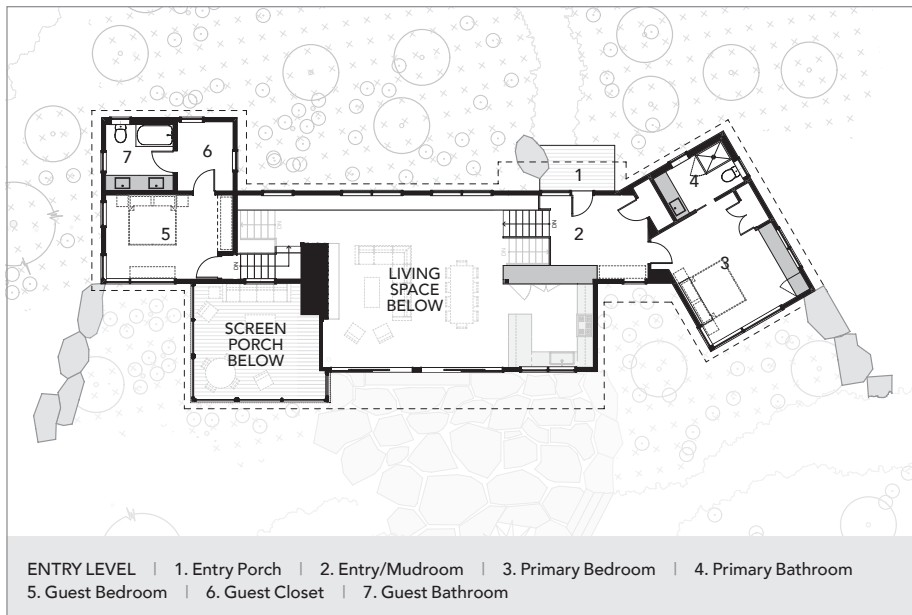 1
7
6
4
DN
2
5
3
DN
LIVING
SPACE
BELOW
SCREEN
PORCH
BELOW
ENTRY LEVEL | 1. Entry Porch | 2. Entry/Mudroom | 3. Primary Bedroom | 4. Primary Bathroom
5. Guest Bedroom | 6. Guest Closet | 7. Guest Bathroom